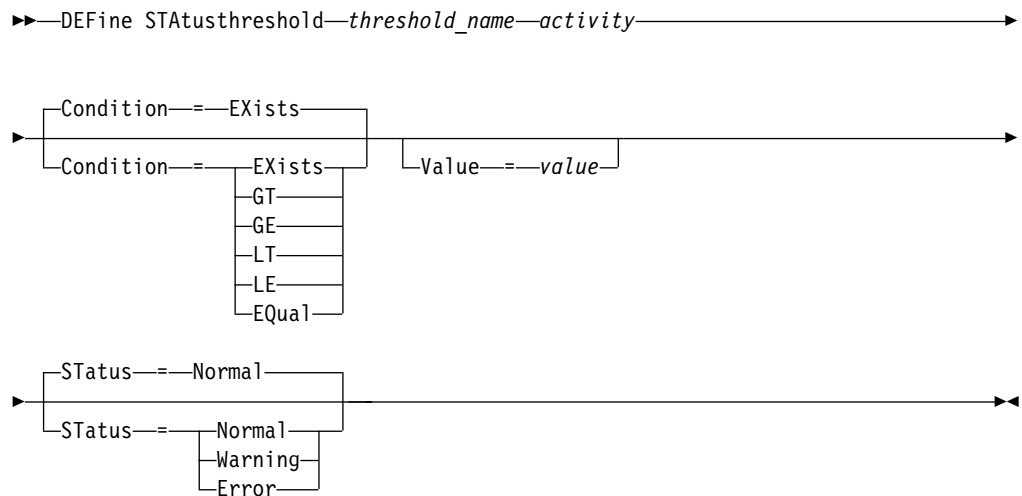 DEFine STAtusthreshold threshold_name activity
Condition = EXists
Condition = EXists
Value = value
GT
GE
LT
LE
EQual
STatus = Normal
STatus = Normal
Warning
Error